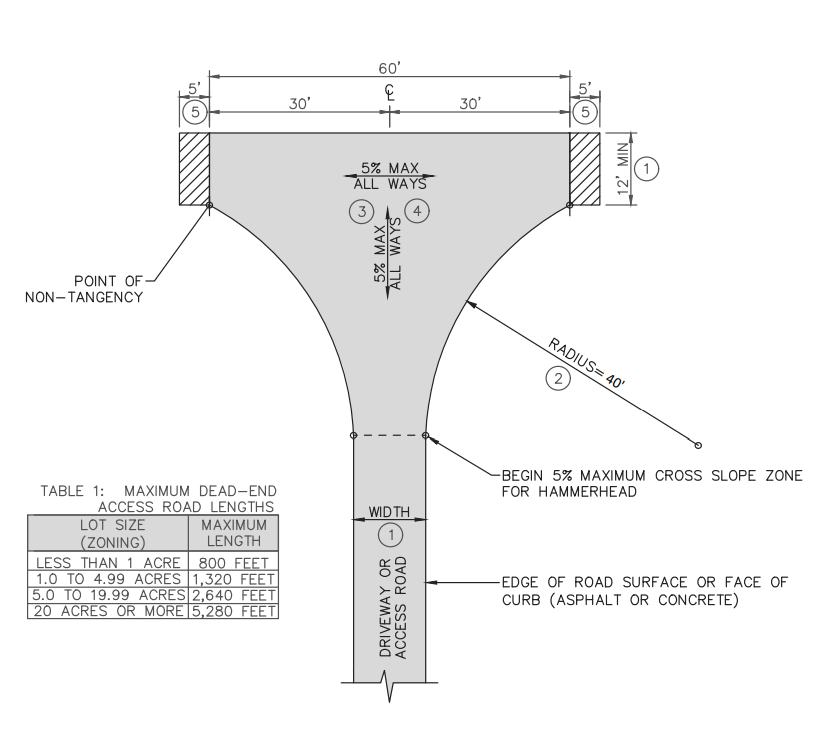 60'
5'
5'
℄
5
5
30'
30'
12' MIN
1
5% MAX
ALL WAYS
3
4
5% MAX
ALL WAYS
POINT OF
NON-TANGENCY
RADIUS=40'
2
BEGIN 5% MAXIMUM CROSS SLOPE ZONE
FOR HAMMERHEAD
TABLE 1: MAXIMUM DEAD-END
ACCESS ROAD LENGTHS
LOT SIZE
(ZONING)
MAXIMUM
LENGTH
LESS THAN 1 ACRE 800 FEET
1.0 TO 4.99 ACRES 1,320 FEET
5.0 TO 19.99 ACRES 2,640 FEET
20 ACRES OR MORE 5,280 FEET
WIDTH
1
DRIVEWAY OR
ACCESS ROAD
EDGE OF ROAD SURFACE OR FACE OF
CURB (ASPHALT OR CONCRETE)